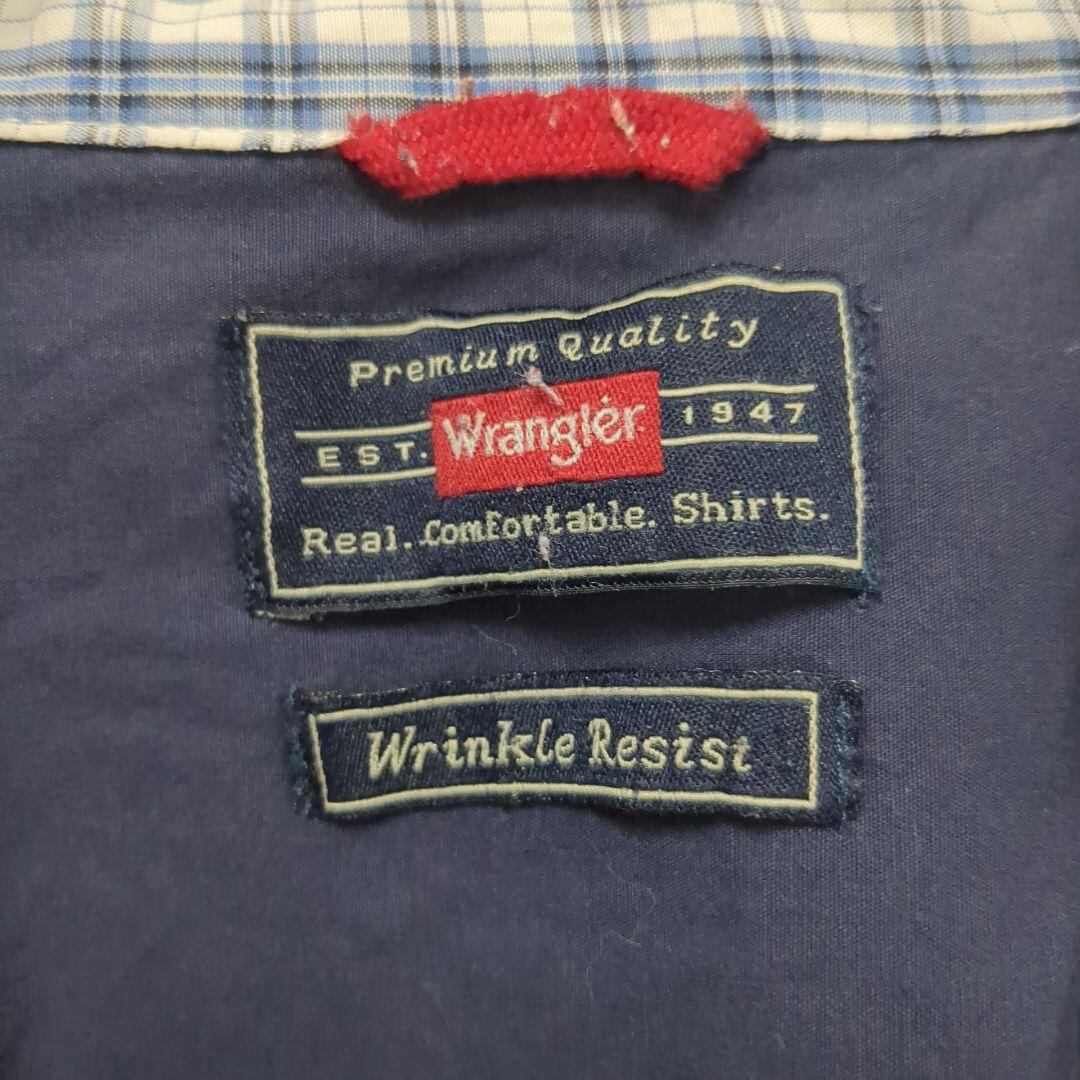 Premium Quality
EST. Wrangler 1947
Real. Comfortable. Shirts.
Wrinkle Resist